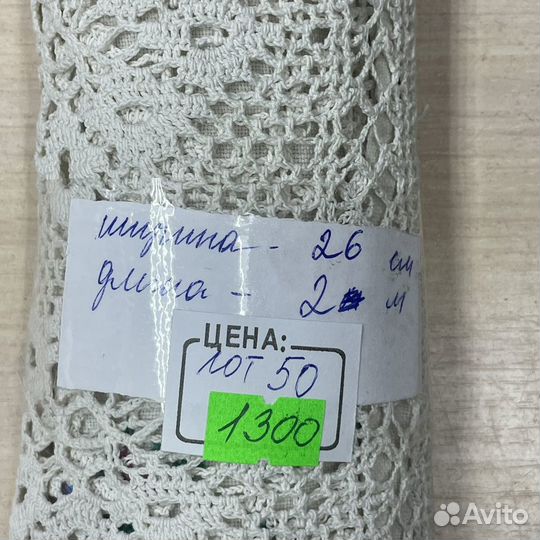 ширина - 26 см
длина - 2 м
ЦЕНА:
лот 50
1300
Avito